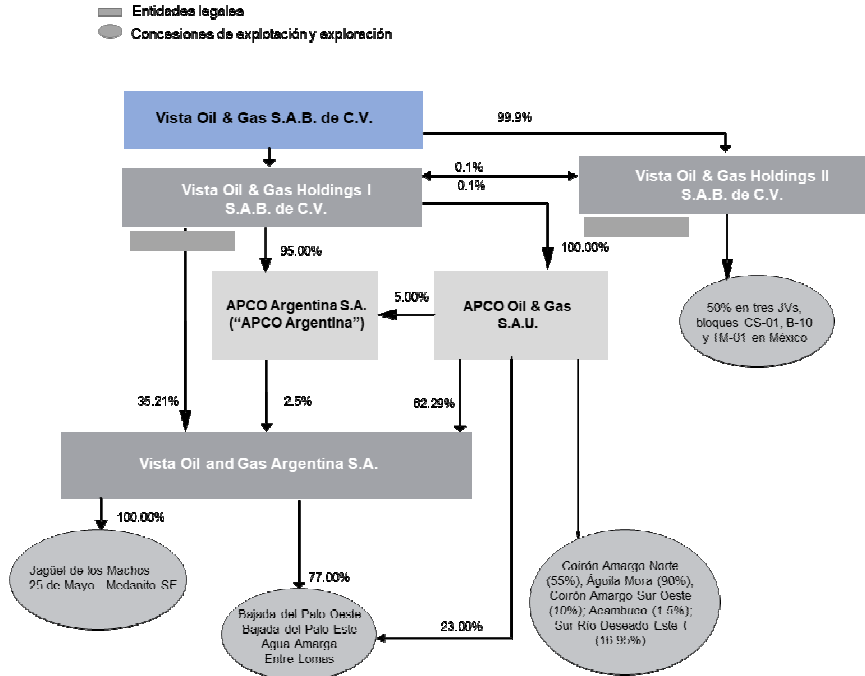 Entidades legales
Concesiones de explotación y exploración
Vista Oil & Gas S.A.B. de C.V.
99.9%
Vista Oil & Gas Holdings I
S.A.B. de C.V.
0.1%
0.1%
Vista Oil & Gas Holdings II
S.A.B. de C.V.
95.00%
100.00%
APCO Argentina S.A.
("APCO Argentina")
5.00%
APCO Oil & Gas
S.A.U.
50% en tres JVs,
bloques CS-01, B-10
y TM-01 en México
35.21%
2.5%
62.29%
Vista Oil and Gas Argentina S.A.
100.00%
Jagüel de los Machos
25 de Mayo - Medanito SE
77.00%
Bajada del Palo Oeste
Bajada del Palo Este
Agua Amarga
Entre Lomas
23.00%
Coirón Amargo Norte
(55%), Águila Mora (90%),
Coirón Amargo Sur Oeste
(10%); Acambuco (1.5%);
Sur Río Deseado Este (
(16.95%)